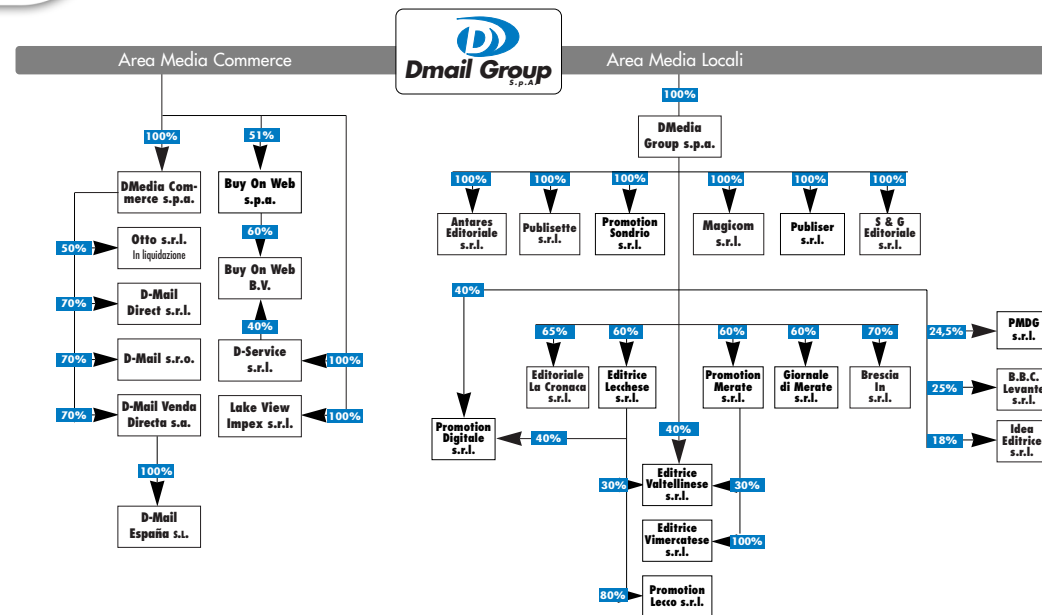 Area Media Commerce
Dmail Group
S.p.A.
Area Media Locali
100%
DMedia
Group s.p.a.
100%
51%
DMedia Com-
merce s.p.a.
Buy On Web
s.p.a.
100%
100%
100%
100%
100%
100%
Antares
Editoriale
s.r.l.
Publisette
s.r.l.
Promotion
Sondrio
s.r.l.
Magicom
s.r.l.
Publiser
s.r.l.
S & G
Editoriale
s.r.l.
50%
Otto s.r.l.
In liquidazione
60%
Buy On Web
B.V.
70%
D-Mail
Direct s.r.l.
40%
40%
70%
D-Mail s.r.o.
D-Service
s.r.l.
100%
65%
60%
60%
60%
70%
24,5%
PMDG
s.r.l.
Editoriale
La Cronaca
s.r.l.
Editrice
Lecchese
s.r.l.
Promotion
Merate
s.r.l.
Giornale
di Merate
s.r.l.
Brescia
In
s.r.l.
25%
B.B.C.
Levante
s.r.l.
70%
D-Mail Venda
Directa s.a.
Lake View
Impex s.r.l.
100%
Promotion
Digitale
s.r.l.
40%
40%
18%
Idea
Editrice
s.r.l.
100%
D-Mail
España s.l.
30%
Editrice
Valtellinese
s.r.l.
30%
Editrice
Vimercatese
s.r.l.
100%
80%
Promotion
Lecco s.r.l.